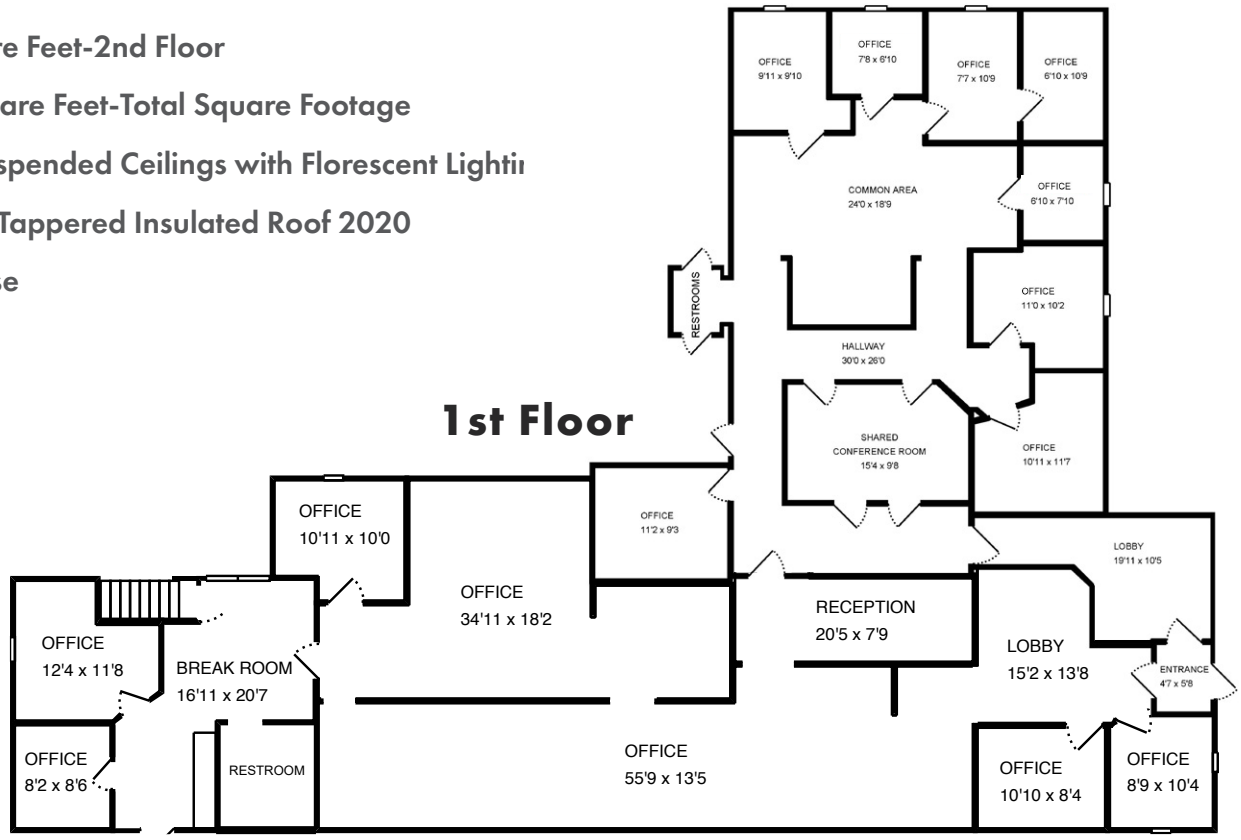 re Feet-2nd Floor
are Feet-Total Square Footage
spended Ceilings with Florescent Lightin
Tappered Insulated Roof 2020
se
1st Floor
OFFICE
9'11 x 9'10
OFFICE
7'8 x 6'10
OFFICE
7'7 x 10'9
OFFICE
6'10 x 10'9
COMMON AREA
24'0 x 18'9
OFFICE
6'10 x 7'10
RESTROOMS
OFFICE
11'0 x 10'2
HALLWAY
30'0 x 26'0
SHARED
CONFERENCE ROOM
15'4 x 9'8
OFFICE
10'11 x 11'7
OFFICE
10'11 x 10'0
OFFICE
11'2 x 9'3
LOBBY
19'11 x 10'5
OFFICE
34'11 x 18'2
RECEPTION
20'5 x 7'9
OFFICE
12'4 x 11'8
BREAK ROOM
16'11 x 20'7
LOBBY
15'2 x 13'8
ENTRANCE
4'7 x 5'8
OFFICE
8'2 x 8'6
RESTROOM
OFFICE
55'9 x 13'5
OFFICE
10'10 x 8'4
OFFICE
8'9 x 10'4